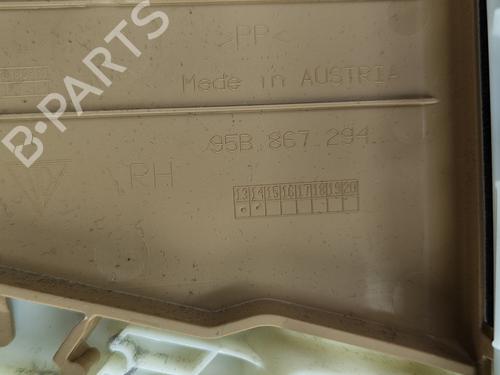 >PP<
Made in AUSTRIA
B-PARTS
95B 867 294
RH
13 14 15 16 17 18 19 20